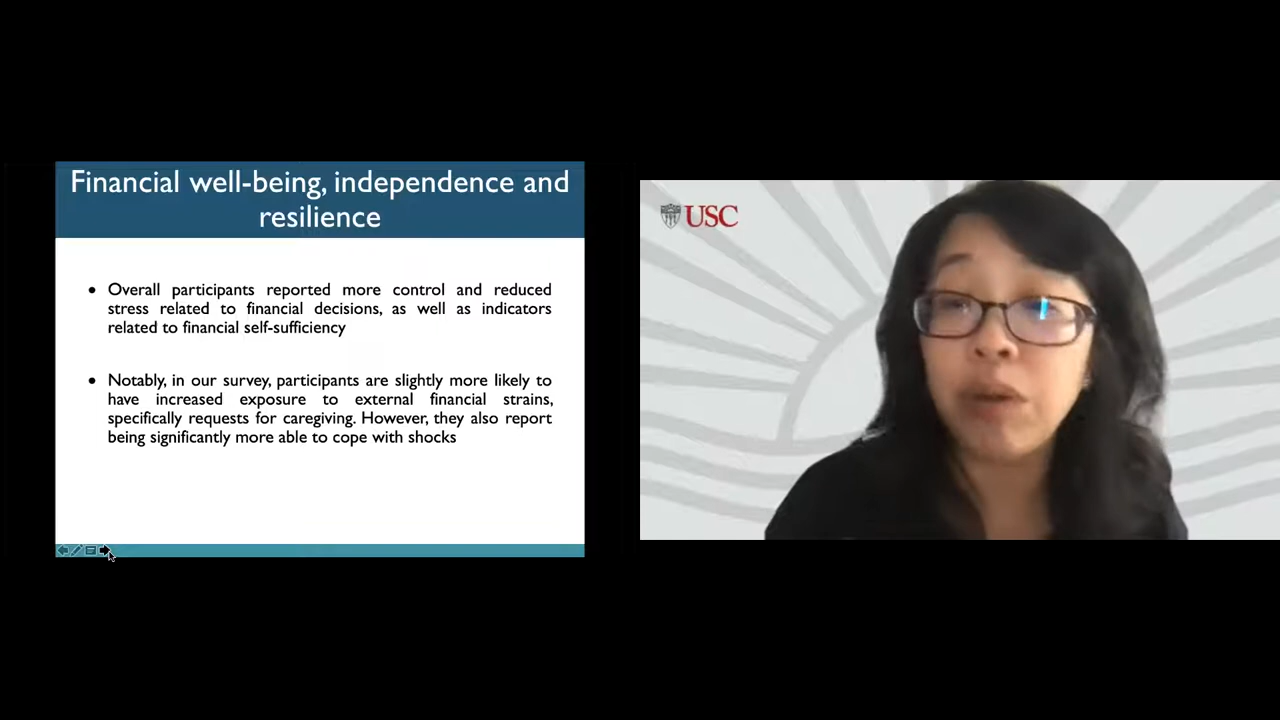 Financial well-being, independence and
resilience
• Overall participants reported more control and reduced
stress related to financial decisions, as well as indicators
related to financial self-sufficiency
• Notably, in our survey, participants are slightly more likely to
have increased exposure to external financial strains,
specifically requests for caregiving. However, they also report
being significantly more able to cope with shocks
USC